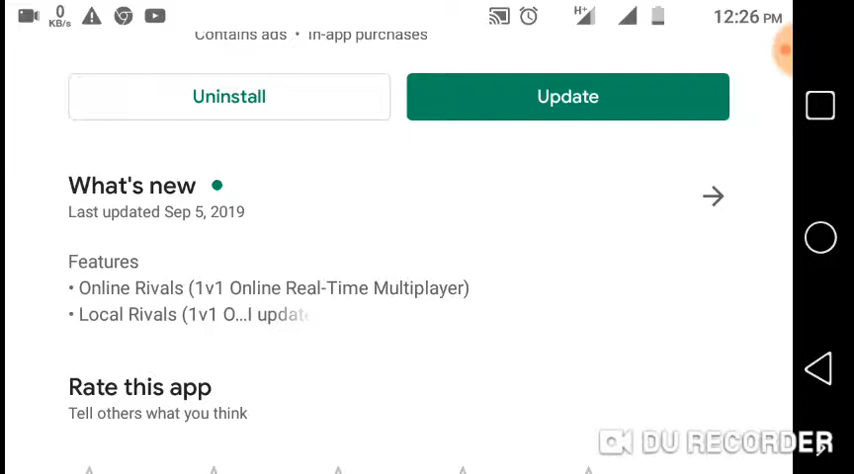 0
KB/s
H+
12:26 PM
Contains ads • In-app purchases
Uninstall
Update
What's new
Last updated Sep 5, 2019
Features
• Online Rivals (1v1 Online Real-Time Multiplayer)
• Local Rivals (1v1 O...I update
Rate this app
Tell others what you think
DU RECORDER